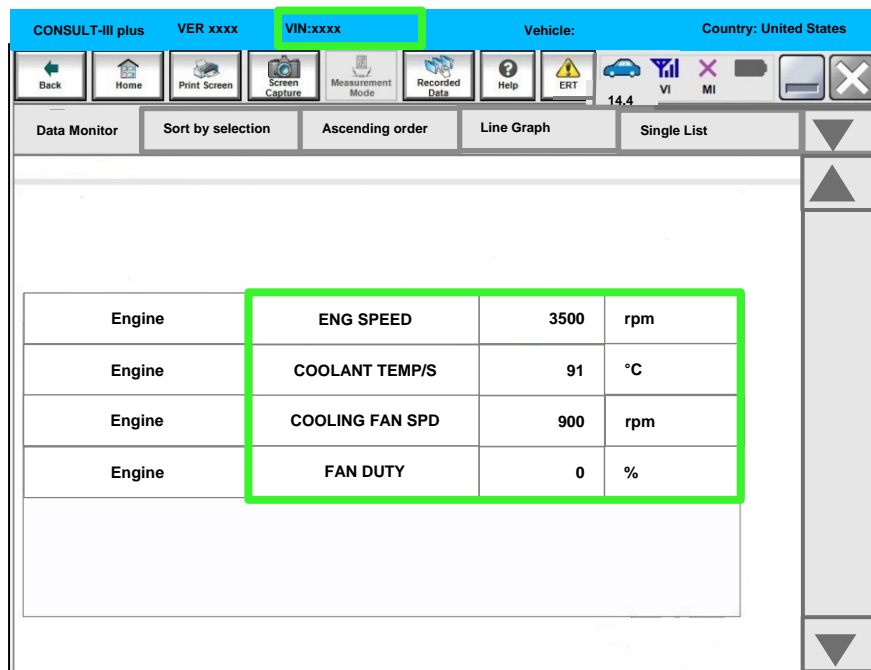 CONSULT-III plus VER xxxx VIN:xxxx Vehicle: Country: United States
Back Home Print Screen Screen Capture Measurement Mode Recorded Data Help ERT 14.4 VI MI
Data Monitor Sort by selection Ascending order Line Graph Single List
Engine ENG SPEED 3500 rpm
Engine COOLANT TEMP/S 91 °C
Engine COOLING FAN SPD 900 rpm
Engine FAN DUTY 0 %